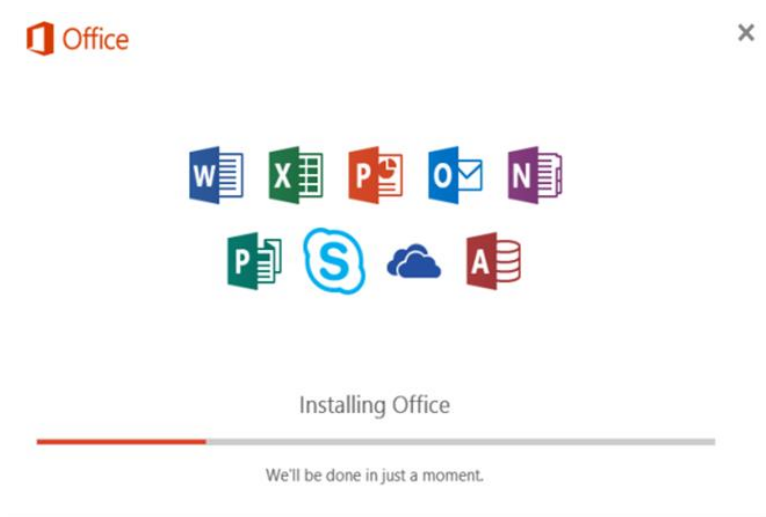 Office
W X P O N
P S A
Installing Office
We'll be done in just a moment.